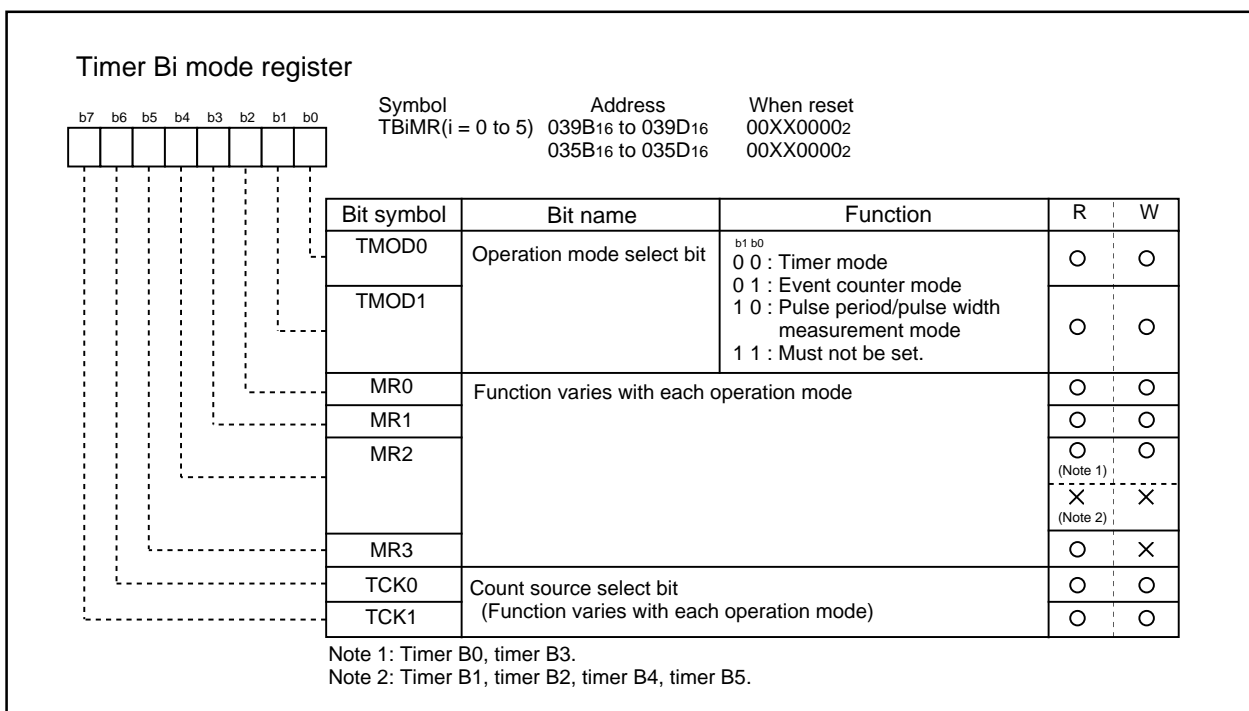 Timer Bi mode register
Symbol Address When reset
TBiMR(i = 0 to 5) 039B16 to 039D16 00XX00002
035B16 to 035D16 00XX00002
b7 b6 b5 b4 b3 b2 b1 b0
Bit symbol Bit name Function R W
TMOD0 Operation mode select bit b1 b0
0 0 : Timer mode
0 1 : Event counter mode
TMOD1 1 0 : Pulse period/pulse width
measurement mode
1 1 : Must not be set.
MR0 Function varies with each operation mode
MR1
MR2
(Note 1)
(Note 2)
MR3
TCK0 Count source select bit
TCK1 (Function varies with each operation mode)
Note 1: Timer B0, timer B3.
Note 2: Timer B1, timer B2, timer B4, timer B5.